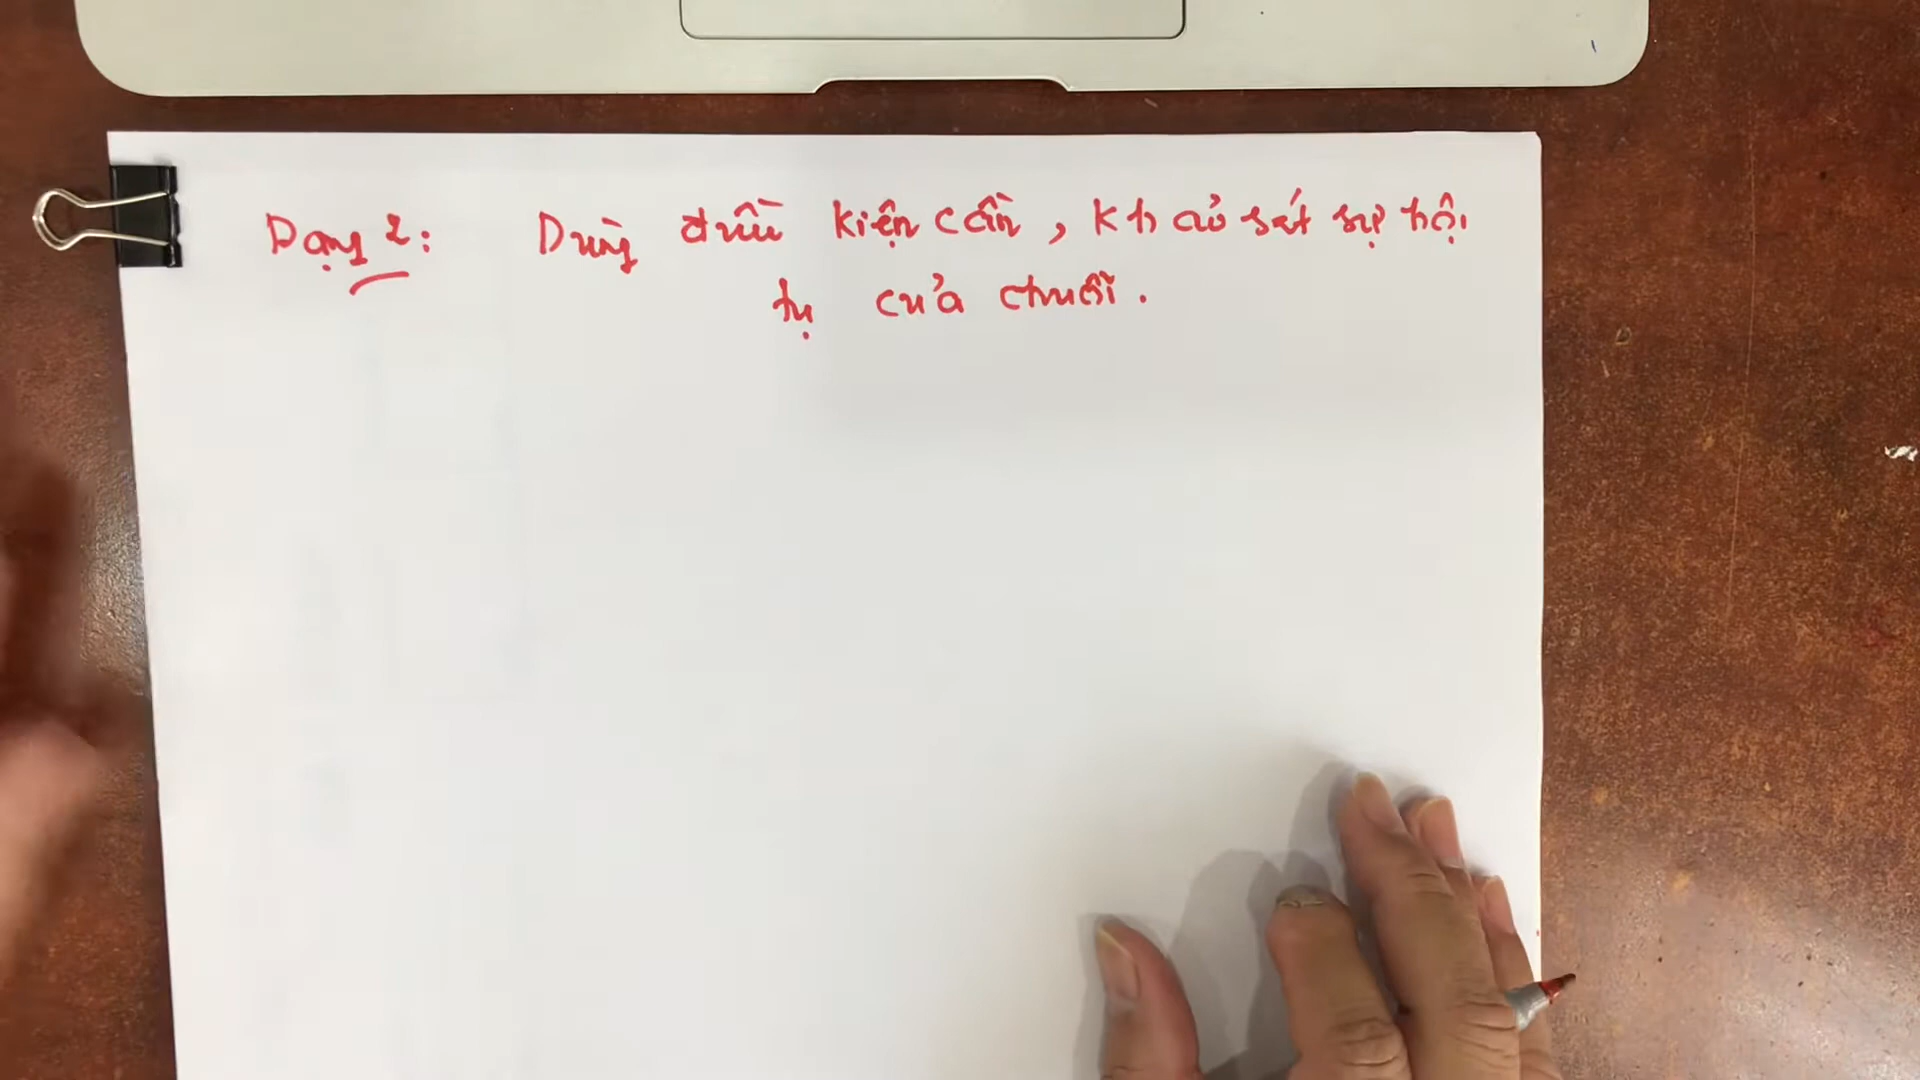 Dạng 2: Dùng điều kiện cần, khảo sát sự hội
tụ của chuỗi.